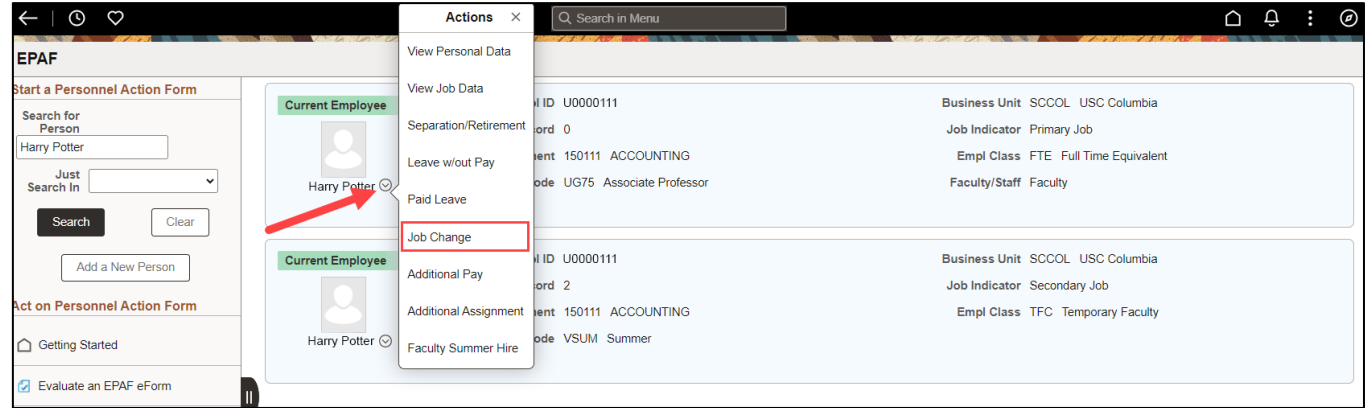 Actions ×
Search in Menu
EPAF
Start a Personnel Action Form
Search for
Person
Harry Potter
Just
Search In
Search
Clear
Add a New Person
Act on Personnel Action Form
Getting Started
Evaluate an EPAF eForm
View Personal Data
View Job Data
Separation/Retirement
Leave w/out Pay
Paid Leave
Job Change
Additional Pay
Additional Assignment
Faculty Summer Hire
Current Employee
Harry Potter
ID U0000111
ord 0
ent 150111 ACCOUNTING
ode UG75 Associate Professor
Business Unit SCCOL USC Columbia
Job Indicator Primary Job
Empl Class FTE Full Time Equivalent
Faculty/Staff Faculty
Current Employee
Harry Potter
ID U0000111
ord 2
ent 150111 ACCOUNTING
ode VSUM Summer
Business Unit SCCOL USC Columbia
Job Indicator Secondary Job
Empl Class TFC Temporary Faculty